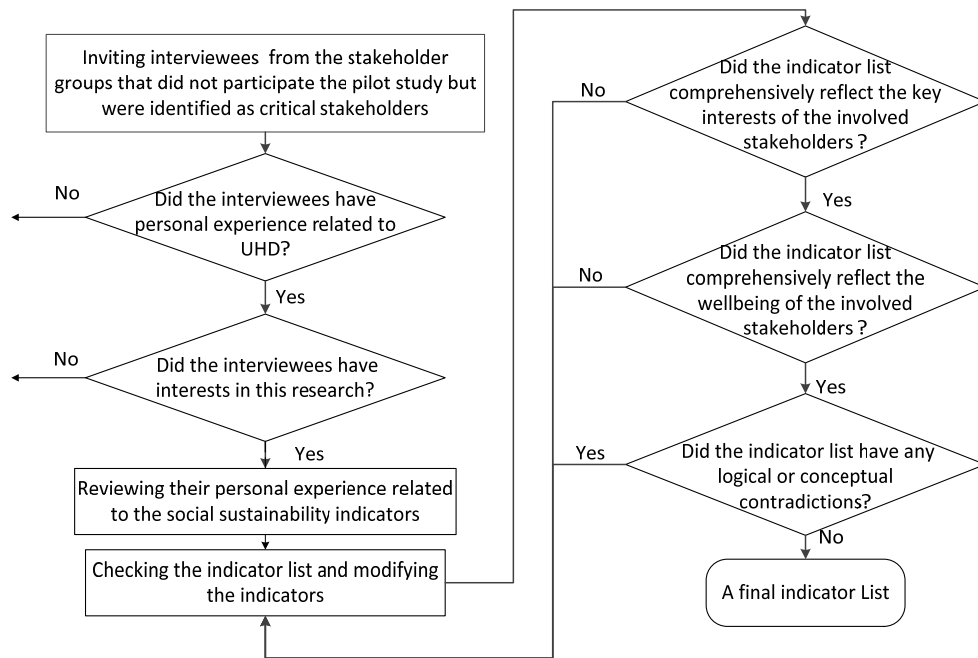 Inviting interviewees from the stakeholder
groups that did not participate the pilot study but
were identified as critical stakeholders
No
Did the interviewees have
personal experience related to
UHD?
Yes
No
Did the interviewees have
interests in this research?
Yes
Reviewing their personal experience related
to the social sustainability indicators
Checking the indicator list and modifying
the indicators
No
Did the indicator list
comprehensively reflect the key
interests of the involved
stakeholders ?
Yes
No
Did the indicator list
comprehensively reflect the
wellbeing of the involved
stakeholders ?
Yes
Yes
Did the indicator list have any
logical or conceptual
contradictions?
No
A final indicator List